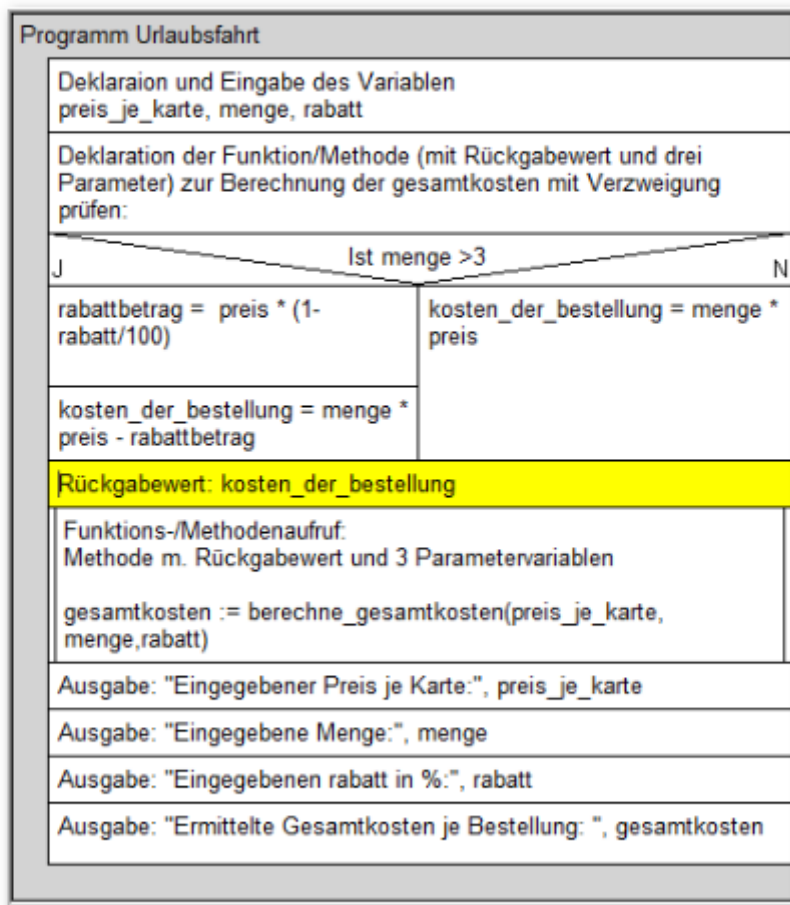 Programm Urlaubsfahrt
Deklaraion und Eingabe des Variablen
preis_je_karte, menge, rabatt
Deklaration der Funktion/Methode (mit Rückgabewert und drei
Parameter) zur Berechnung der gesamtkosten mit Verzweigung
prüfen:
Ist menge >3
J
N
rabattbetrag = preis * (1-
rabatt/100)
kosten_der_bestellung = menge *
preis - rabattbetrag
kosten_der_bestellung = menge *
preis
Rückgabewert: kosten_der_bestellung
Funktions-/Methodenaufruf:
Methode m. Rückgabewert und 3 Parametervariablen
gesamtkosten := berechne_gesamtkosten(preis_je_karte,
menge,rabatt)
Ausgabe: "Eingegebener Preis je Karte:", preis_je_karte
Ausgabe: "Eingegebene Menge:", menge
Ausgabe: "Eingegebenen rabatt in %:", rabatt
Ausgabe: "Ermittelte Gesamtkosten je Bestellung: ", gesamtkosten